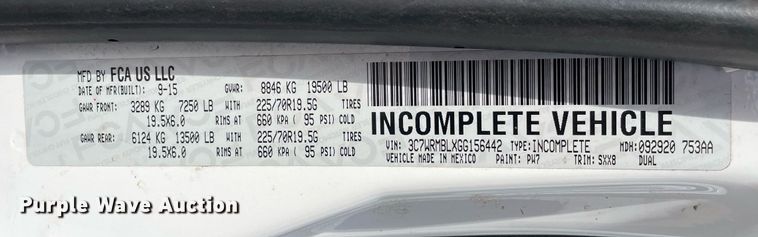 MFD BY FCA US LLC
DATE OF MFR(BUILT): 9-15 GVWR: 8846 KG 19500 LB
GAWR FRONT: 3289 KG 7250 LB WITH 225/70R19.5G TIRES
19.5X6.0 RIMS AT 660 KPA ( 95 PSI) COLD
GAWR REAR: 6124 KG 13500 LB WITH 225/70R19.5G TIRES
19.5X6.0 RIMS AT 660 KPA ( 95 PSI) COLD
INCOMPLETE VEHICLE
VIN: 3C7WRMBLXGG156442 TYPE: INCOMPLETE MDH: 092920 753AA
VEHICLE MADE IN MEXICO PAINT: PW7 TRIM: SXX8 DUAL
Purple Wave Auction
Purple Wave Auction